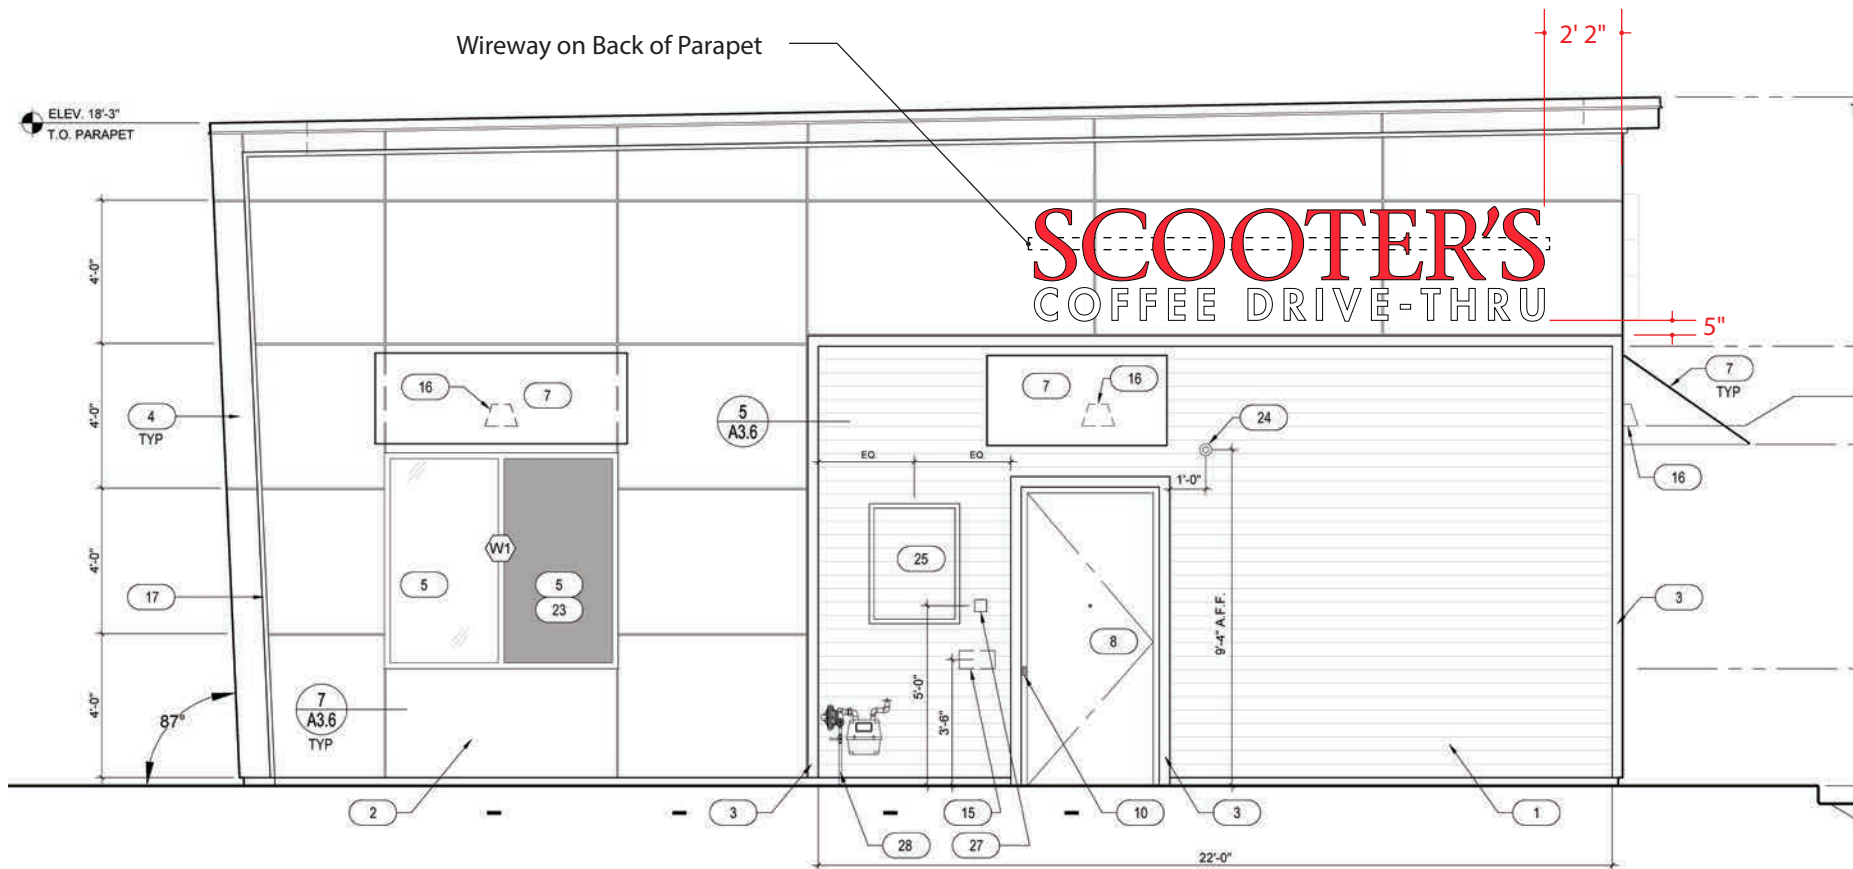 Wireway on Back of Parapet
2' 2"
ELEV. 18'-3"
T.O. PARAPET
SCOOTER'S
COFFEE DRIVE-THRU
5"
4'-0"
4'-0"
4'-0"
4'-0"
16
7
7
16
7
TYP
4
TYP
5
A3.6
24
EQ.
EQ.
1'-0"
16
W1
5
5
23
25
17
3
9'-4" A.F.F.
8
5'-0"
3'-6"
87°
7
A3.6
TYP
2
3
15
10
3
1
28
27
22'-0"